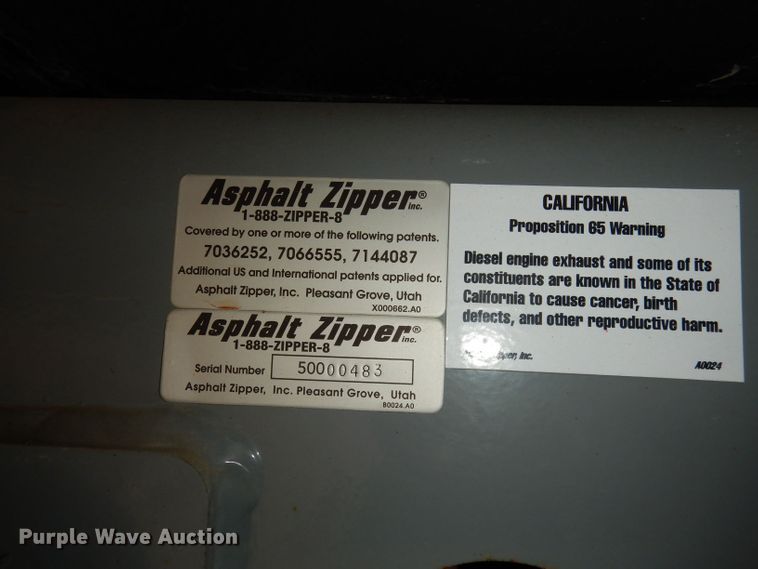 Asphalt Zipper® inc.
1-888-ZIPPER-8
Covered by one or more of the following patents.
7036252, 7066555, 7144087
Additional US and International patents applied for.
Asphalt Zipper, Inc. Pleasant Grove, Utah
X000662.A0
Asphalt Zipper® inc.
1-888-ZIPPER-8
Serial Number 50000483
Asphalt Zipper, Inc. Pleasant Grove, Utah
B0024.A0
CALIFORNIA
Proposition 65 Warning
Diesel engine exhaust and some of its
constituents are known in the State of
California to cause cancer, birth
defects, and other reproductive harm.
Inc.
A0024
Purple Wave Auction